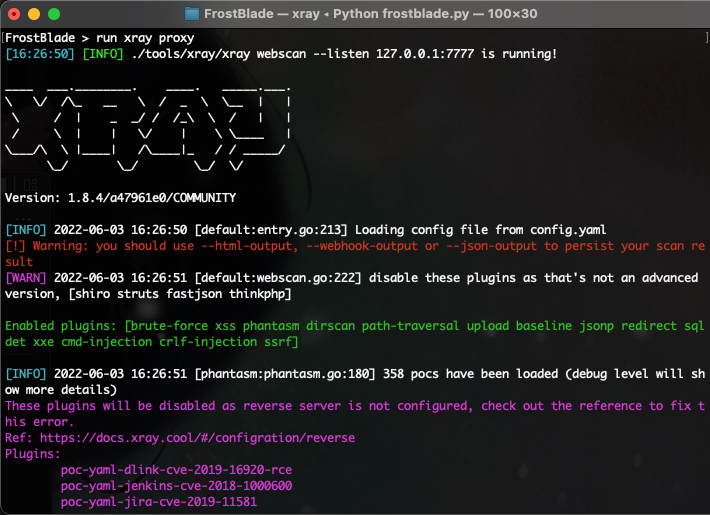 FrostBlade — xray ◂ Python frostblade.py — 100×30
FrostBlade > run xray proxy
[16:26:50] [INFO] ./tools/xray/xray webscan --listen 127.0.0.1:7777 is running!
Version: 1.8.4/a47961e0/COMMUNITY
[INFO] 2022-06-03 16:26:50 [default:entry.go:213] Loading config file from config.yaml
[!] Warning: you should use --html-output, --webhook-output or --json-output to persist your scan re
sult
[WARN] 2022-06-03 16:26:51 [default:webscan.go:222] disable these plugins as that's not an advanced
version, [shiro struts fastjson thinkphp]
Enabled plugins: [brute-force xss phantasm dirscan path-traversal upload baseline jsonp redirect sql
det xxe cmd-injection crlf-injection ssrf]
[INFO] 2022-06-03 16:26:51 [phantasm:phantasm.go:180] 358 pocs have been loaded (debug level will sh
ow more details)
These plugins will be disabled as reverse server is not configured, check out the reference to fix t
his error.
Ref: https://docs.xray.cool/#/configration/reverse
Plugins:
poc-yaml-dlink-cve-2019-16920-rce
poc-yaml-jenkins-cve-2018-1000600
poc-yaml-jira-cve-2019-11581